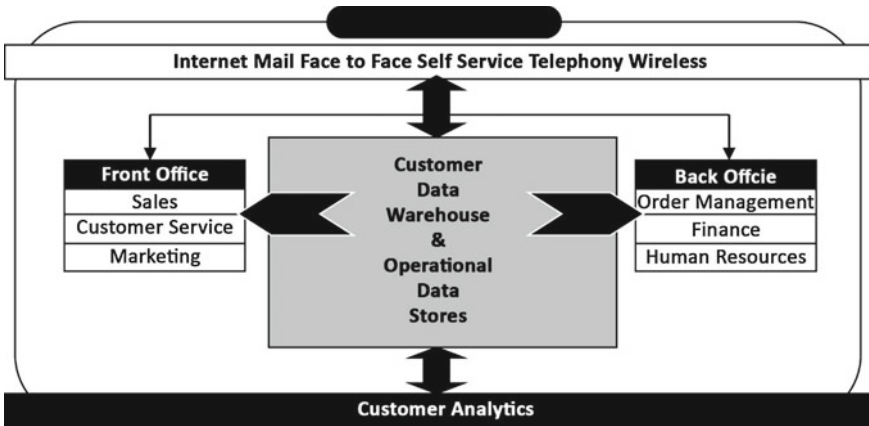 Internet Mail Face to Face Self Service Telephony Wireless
Front Office
Sales
Customer Service
Marketing
Customer
Data
Warehouse
&
Operational
Data
Stores
Back Offcie
Order Management
Finance
Human Resources
Customer Analytics